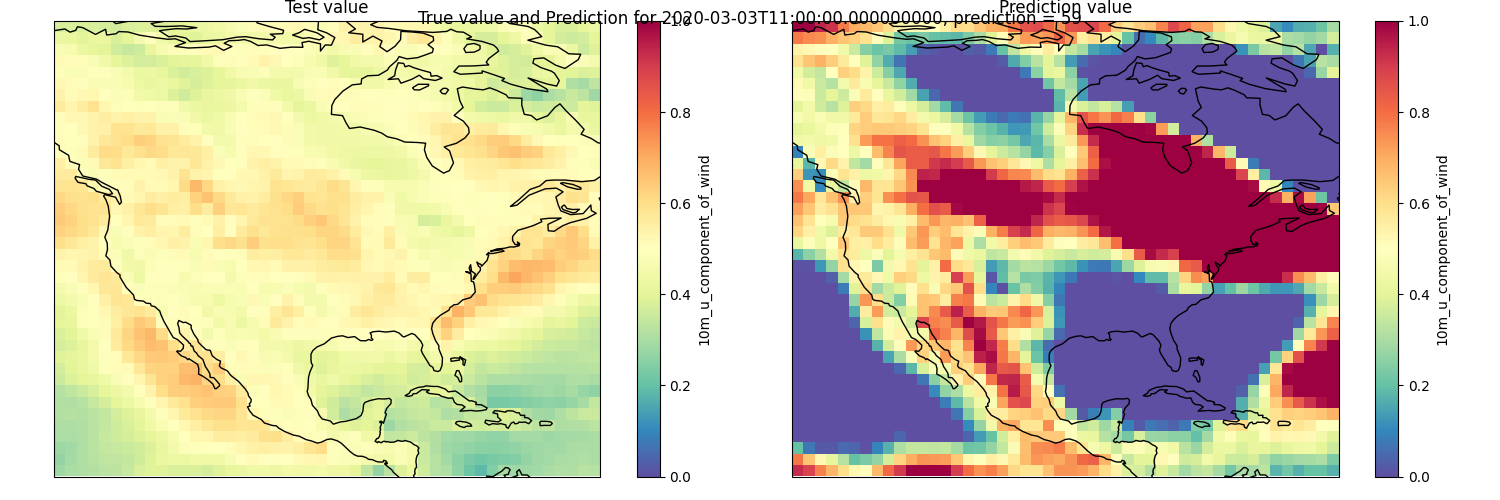 Test value
Prediction value
True value and Prediction for 2020-03-03T11:00:00.000000000, prediction = 59
1.0
0.8
0.6
0.4
0.2
0.0
10m_u_component_of_wind
1.0
0.8
0.6
0.4
0.2
0.0
10m_u_component_of_wind